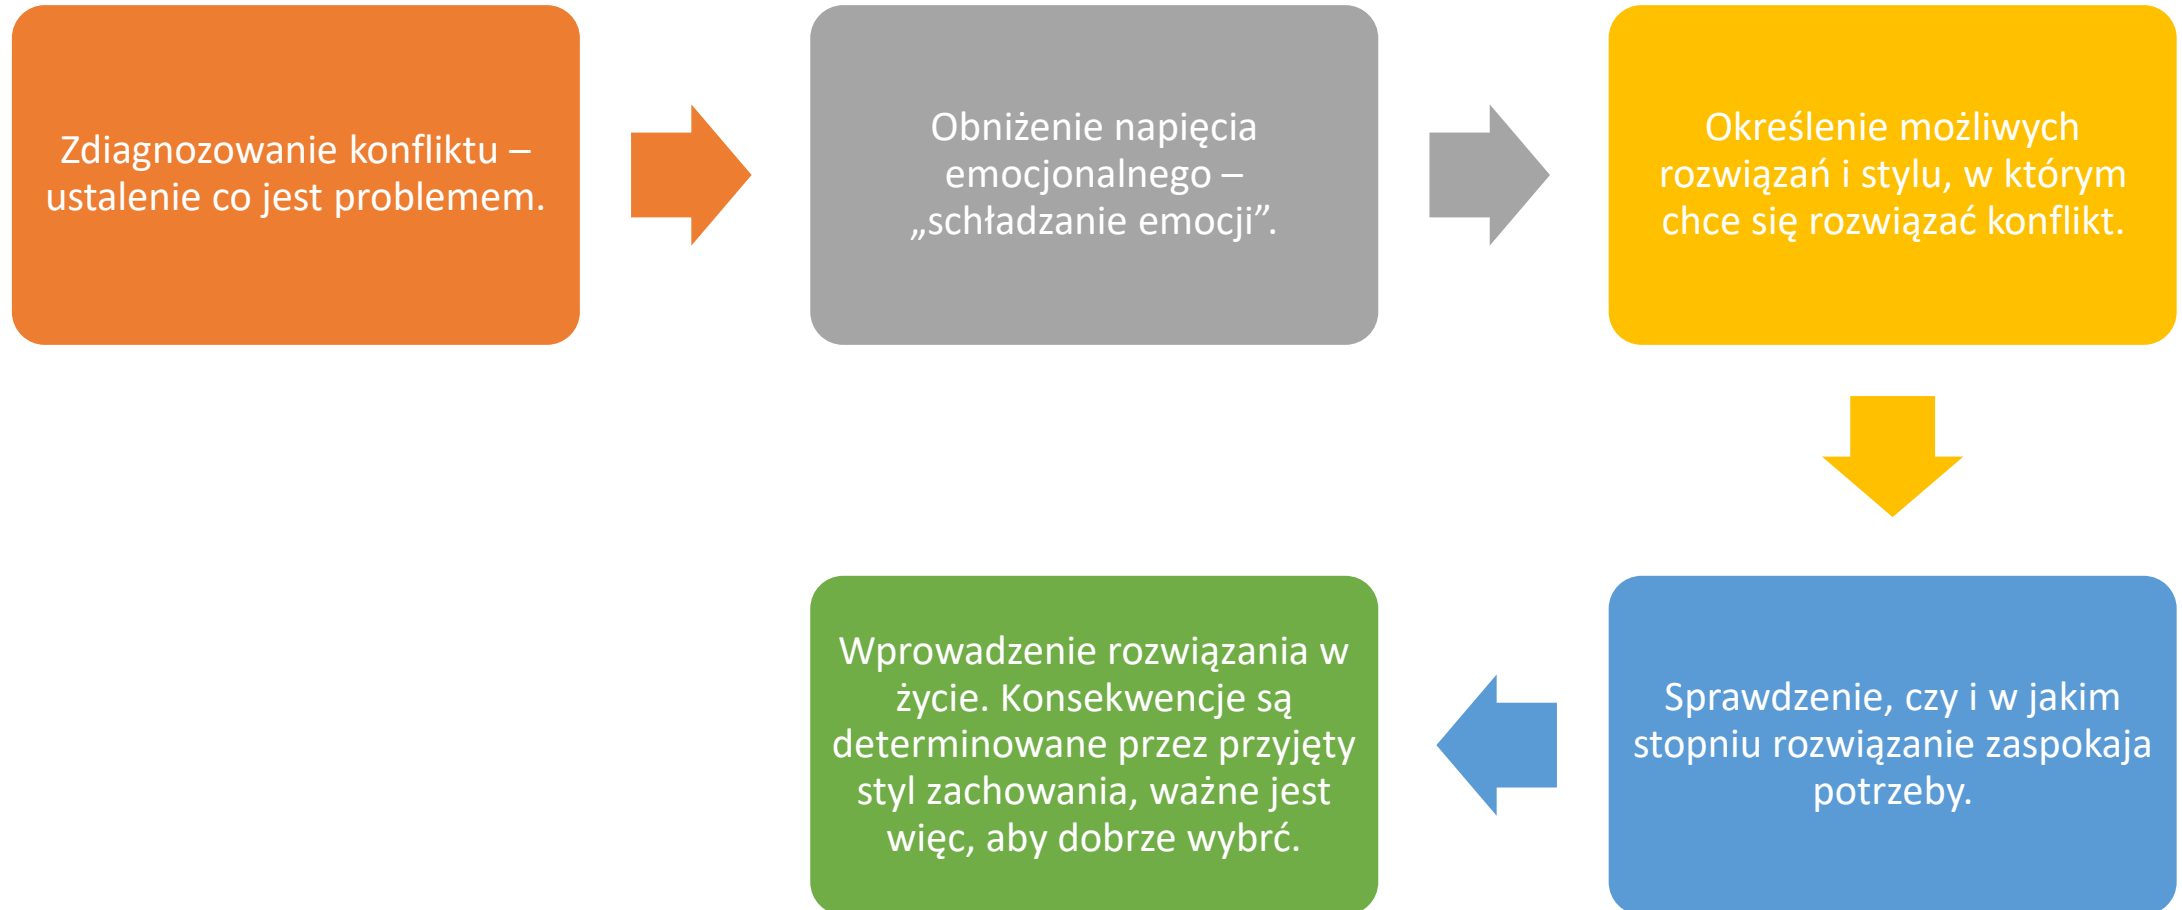 Zdiagnozowanie konfliktu –
ustalenie co jest problemem.
Obniżenie napięcia
emocjonalnego –
„schładzanie emocji”.
Określenie możliwych
rozwiązań i stylu, w którym
chce się rozwiązać konflikt.
Sprawdzenie, czy i w jakim
stopniu rozwiązanie zaspokaja
potrzeby.
Wprowadzenie rozwiązania w
życie. Konsekwencje są
determinowane przez przyjęty
styl zachowania, ważne jest
więc, aby dobrze wybrć.